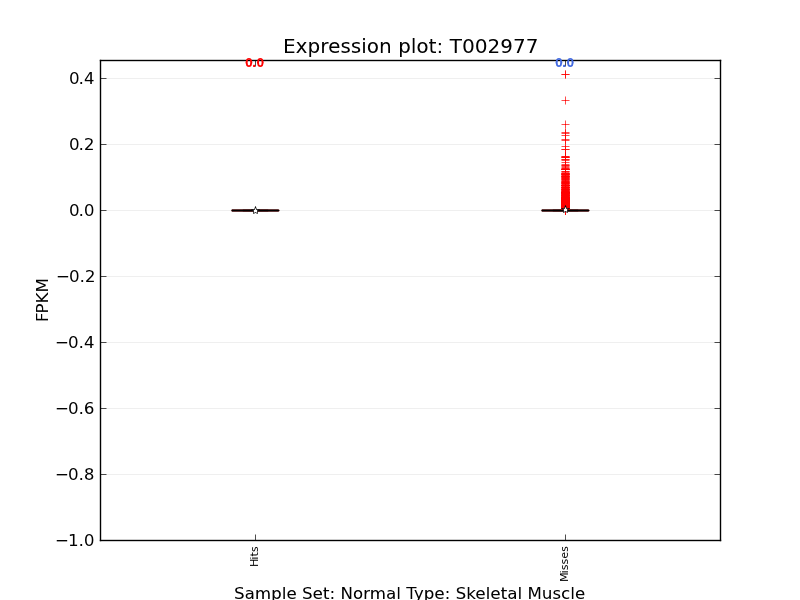 Expression plot: T002977
0.0 0.0
0.4
0.2
0.0
−0.2
−0.4
−0.6
−0.8
−1.0
FPKM
Hits Misses
Sample Set: Normal Type: Skeletal Muscle